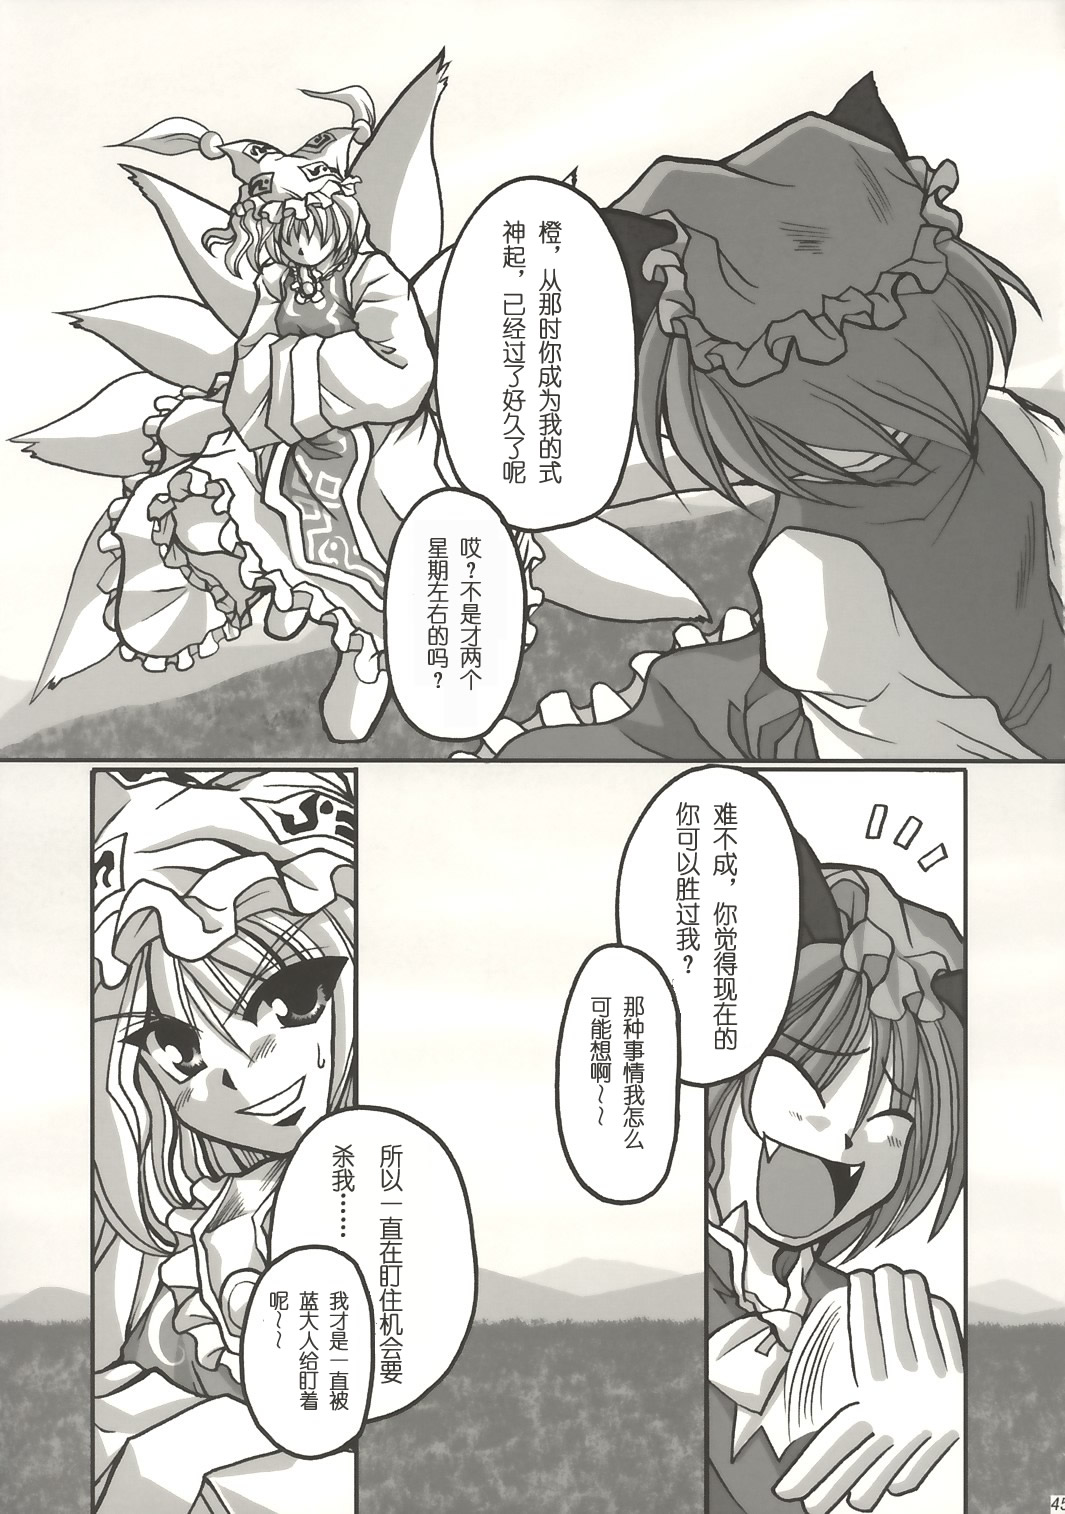 橙，从那时你成为我的式
神起，已经过了好久了呢
哎？不是才两个
星期左右的吗？
难不成，你觉得现在的
你可以胜过我？
那种事情我怎么
可能想啊～～
所以一直在盯住机会要
杀我……
我才是一直被
蓝大人给盯着
呢～～
45